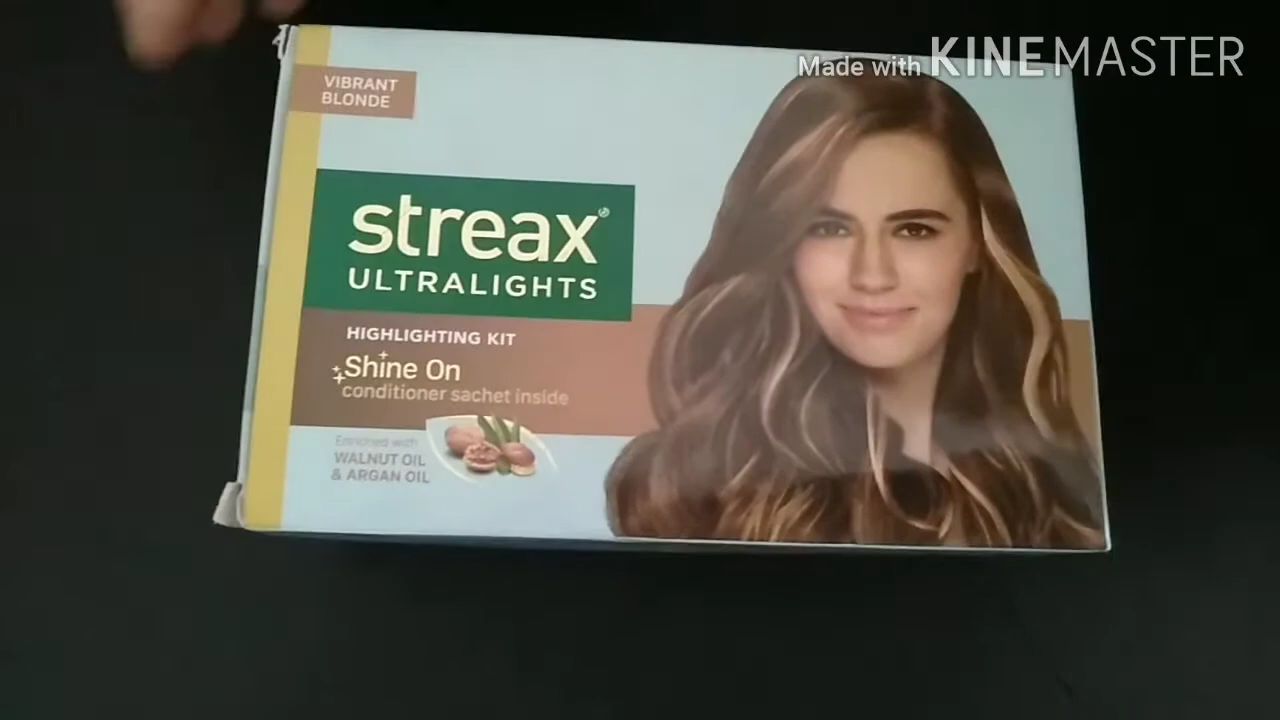 Made with KINEMASTER
VIBRANT
BLONDE
streax
ULTRALIGHTS
HIGHLIGHTING KIT
Shine On
conditioner sachet inside
Enriched with
WALNUT OIL
& ARGAN OIL